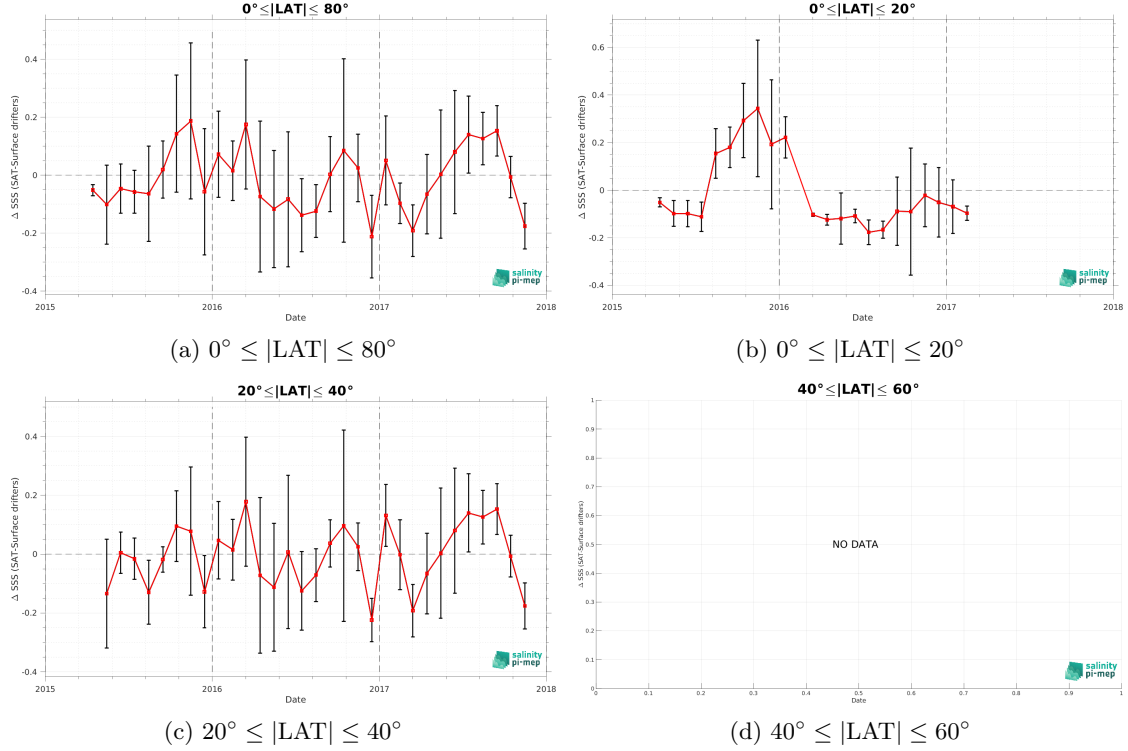 0°≤|LAT|≤ 80°
Δ SSS (SAT-Surface drifters)
0.4
0.2
0
-0.2
-0.4
2015
2016
2017
2018
Date
salinity
pi-mep
(a) 0° ≤ |LAT| ≤ 80°
0°≤|LAT|≤ 20°
Δ SSS (SAT-Surface drifters)
0.6
0.4
0.2
0
-0.2
-0.4
2015
2016
2017
2018
Date
salinity
pi-mep
(b) 0° ≤ |LAT| ≤ 20°
20°≤|LAT|≤ 40°
Δ SSS (SAT-Surface drifters)
0.4
0.2
0
-0.2
-0.4
2015
2016
2017
2018
Date
salinity
pi-mep
(c) 20° ≤ |LAT| ≤ 40°
40°≤|LAT|≤ 60°
Δ SSS (SAT-Surface drifters)
1
0.9
0.8
0.7
0.6
0.5
0.4
0.3
0.2
0.1
0
NO DATA
0
0.1
0.2
0.3
0.4
0.5
0.6
0.7
0.8
0.9
1
Date
salinity
pi-mep
(d) 40° ≤ |LAT| ≤ 60°